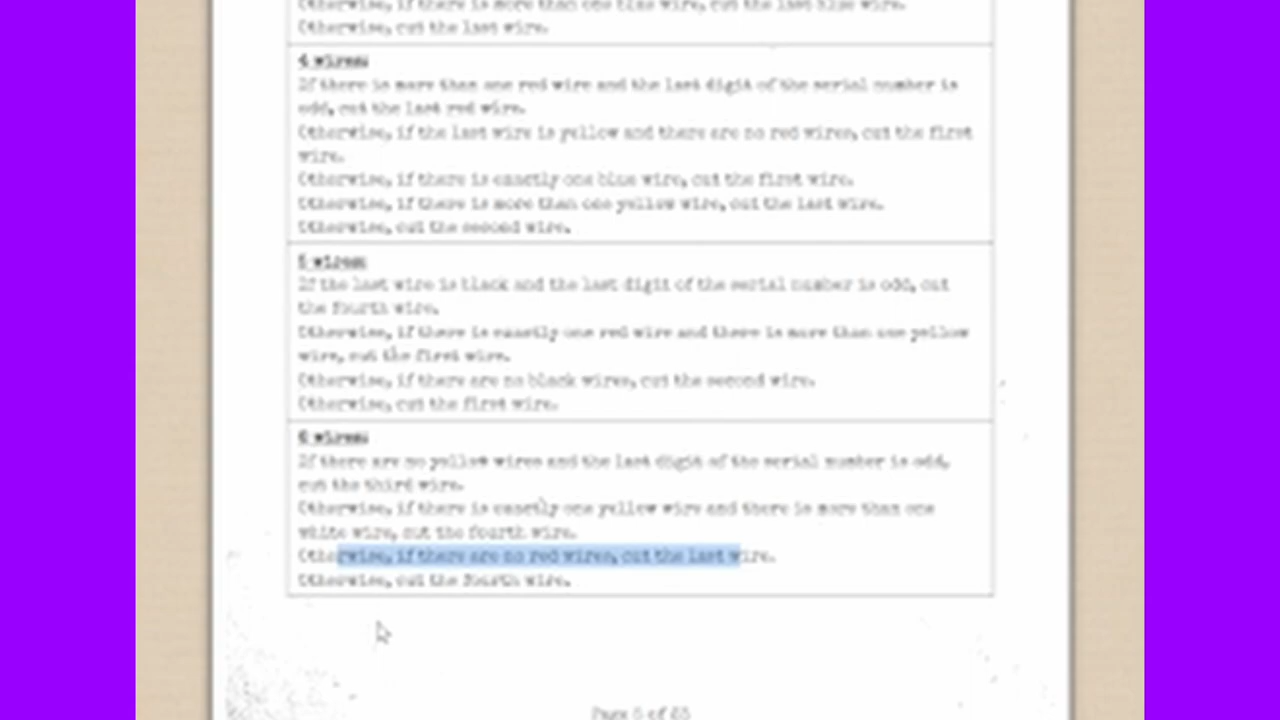 Otherwise, if there is more than one blue wire, cut the last blue wire.
Otherwise, cut the last wire.
4 wires:
If there is more than one red wire and the last digit of the serial number is
odd, cut the last red wire.
Otherwise, if the last wire is yellow and there are no red wires, cut the first
wire.
Otherwise, if there is exactly one blue wire, cut the first wire.
Otherwise, if there is more than one yellow wire, cut the last wire.
Otherwise, cut the second wire.
5 wires:
If the last wire is black and the last digit of the serial number is odd, cut
the fourth wire.
Otherwise, if there is exactly one red wire and there is more than one yellow
wire, cut the first wire.
Otherwise, if there are no black wires, cut the second wire.
Otherwise, cut the first wire.
6 wires:
If there are no yellow wires and the last digit of the serial number is odd,
cut the third wire.
Otherwise, if there is exactly one yellow wire and there is more than one
white wire, cut the fourth wire.
Otherwise, if there are no red wires, cut the last wire.
Otherwise, cut the fourth wire.
Page 5 of 23